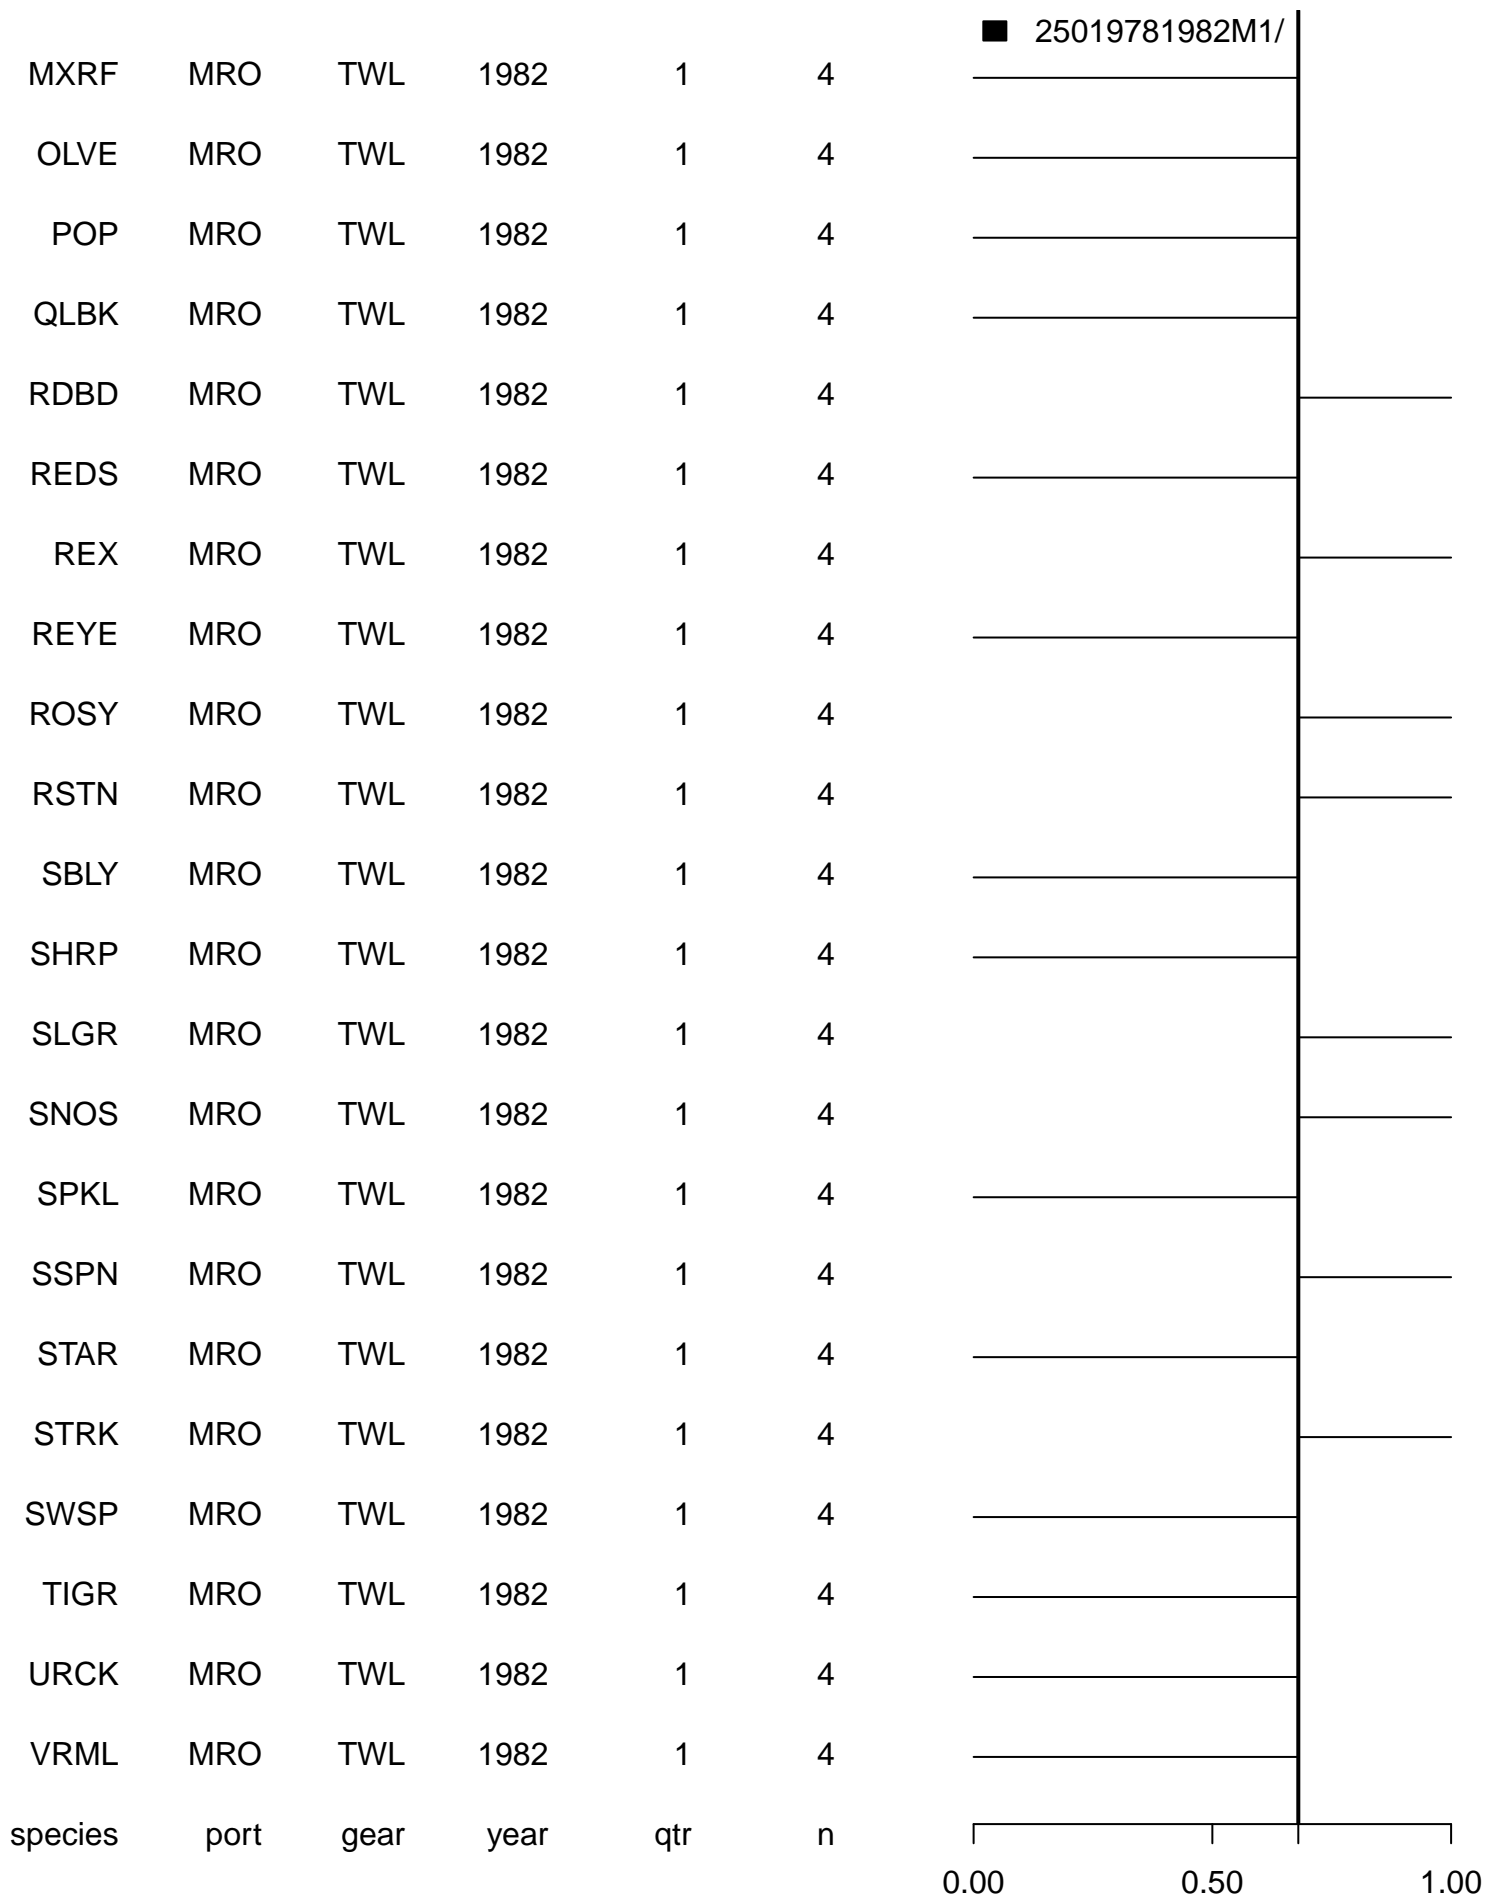 25019781982M1/
MXRF MRO TWL 1982 1 4
OLVE MRO TWL 1982 1 4
POP MRO TWL 1982 1 4
QLBK MRO TWL 1982 1 4
RDBD MRO TWL 1982 1 4
REDS MRO TWL 1982 1 4
REX MRO TWL 1982 1 4
REYE MRO TWL 1982 1 4
ROSY MRO TWL 1982 1 4
RSTN MRO TWL 1982 1 4
SBLY MRO TWL 1982 1 4
SHRP MRO TWL 1982 1 4
SLGR MRO TWL 1982 1 4
SNOS MRO TWL 1982 1 4
SPKL MRO TWL 1982 1 4
SSPN MRO TWL 1982 1 4
STAR MRO TWL 1982 1 4
STRK MRO TWL 1982 1 4
SWSP MRO TWL 1982 1 4
TIGR MRO TWL 1982 1 4
URCK MRO TWL 1982 1 4
VRML MRO TWL 1982 1 4
species port gear year qtr n
0.00 0.50 1.00